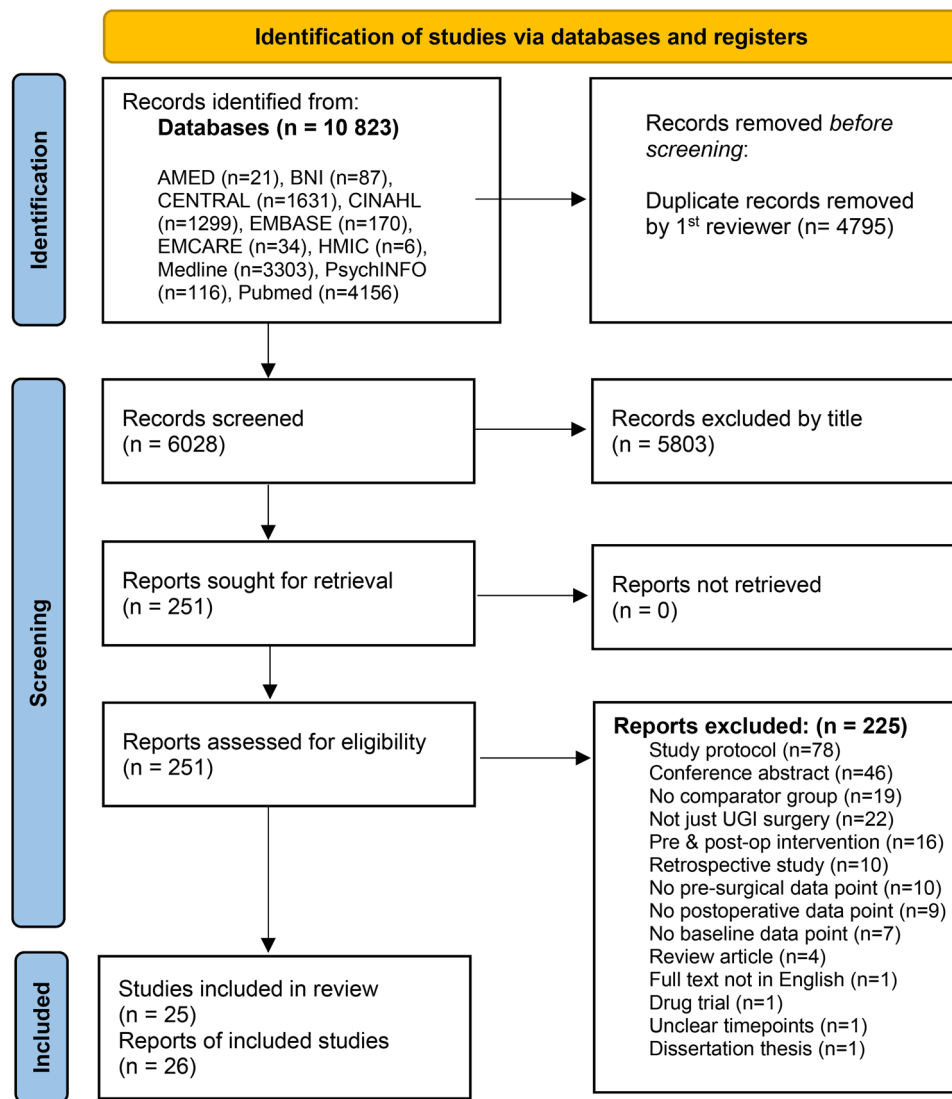 Identification of studies via databases and registers
Identification
Records identified from:
Databases (n = 10 823)
AMED (n=21), BNI (n=87),
CENTRAL (n=1631), CINAHL
(n=1299), EMBASE (n=170),
EMCARE (n=34), HMIC (n=6),
Medline (n=3303), PsychINFO
(n=116), Pubmed (n=4156)
Records removed before
screening:
Duplicate records removed
by 1st reviewer (n= 4795)
Screening
Records screened
(n = 6028)
Records excluded by title
(n = 5803)
Reports sought for retrieval
(n = 251)
Reports not retrieved
(n = 0)
Reports assessed for eligibility
(n = 251)
Reports excluded: (n = 225)
Study protocol (n=78)
Conference abstract (n=46)
No comparator group (n=19)
Not just UGI surgery (n=22)
Pre & post-op intervention (n=16)
Retrospective study (n=10)
No pre-surgical data point (n=10)
No postoperative data point (n=9)
No baseline data point (n=7)
Review article (n=4)
Full text not in English (n=1)
Drug trial (n=1)
Unclear timepoints (n=1)
Dissertation thesis (n=1)
Included
Studies included in review
(n = 25)
Reports of included studies
(n = 26)